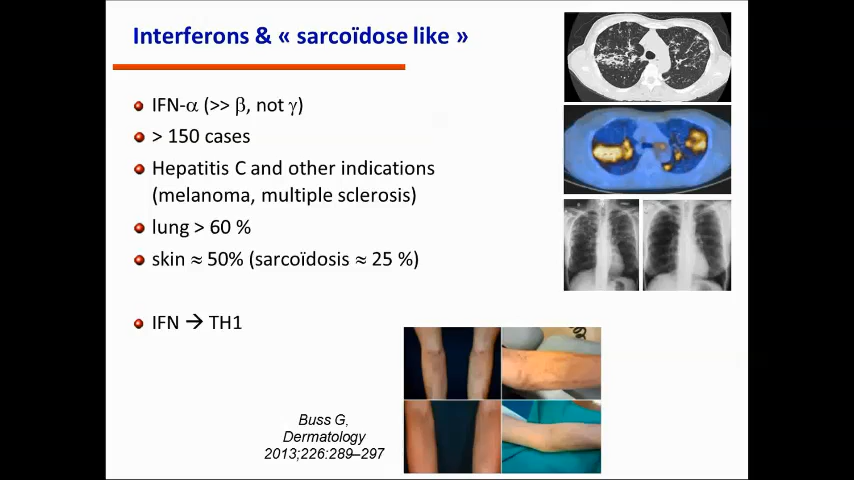 Interferons & « sarcoïdose like »
IFN-α (>> β, not γ)
> 150 cases
Hepatitis C and other indications
(melanoma, multiple sclerosis)
lung > 60 %
skin ≈ 50% (sarcoïdosis ≈ 25 %)
IFN → TH1
Buss G,
Dermatology
2013;226:289–297